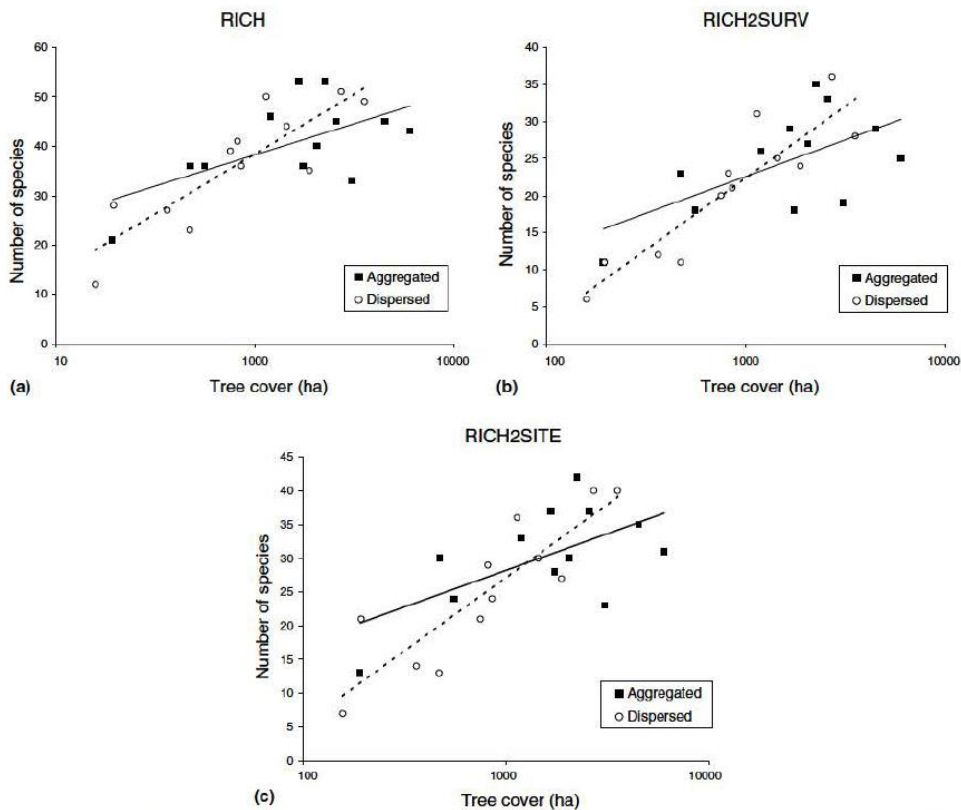 RICH
60
50
40
30
20
10
0
10
1000
10000
Number of species
Tree cover (ha)
Aggregated
Dispersed
(a)
RICH2SURV
40
35
30
25
20
15
10
5
0
100
1000
10000
Number of species
Tree cover (ha)
Aggregated
Dispersed
(b)
RICH2SITE
45
40
35
30
25
20
15
10
5
0
100
1000
10000
Number of species
Tree cover (ha)
Aggregated
Dispersed
(c)